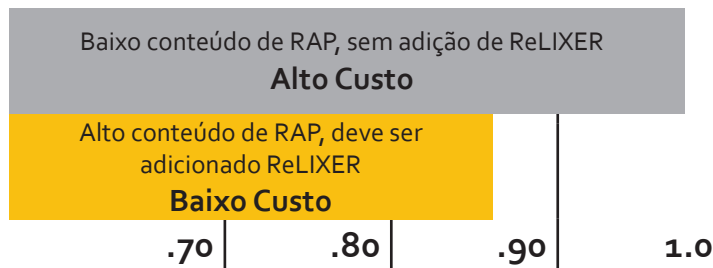 Baixo conteúdo de RAP, sem adição de ReLIXER
Alto Custo
Alto conteúdo de RAP, deve ser
adicionado ReLIXER
Baixo Custo
.70 .80 .90 1.0